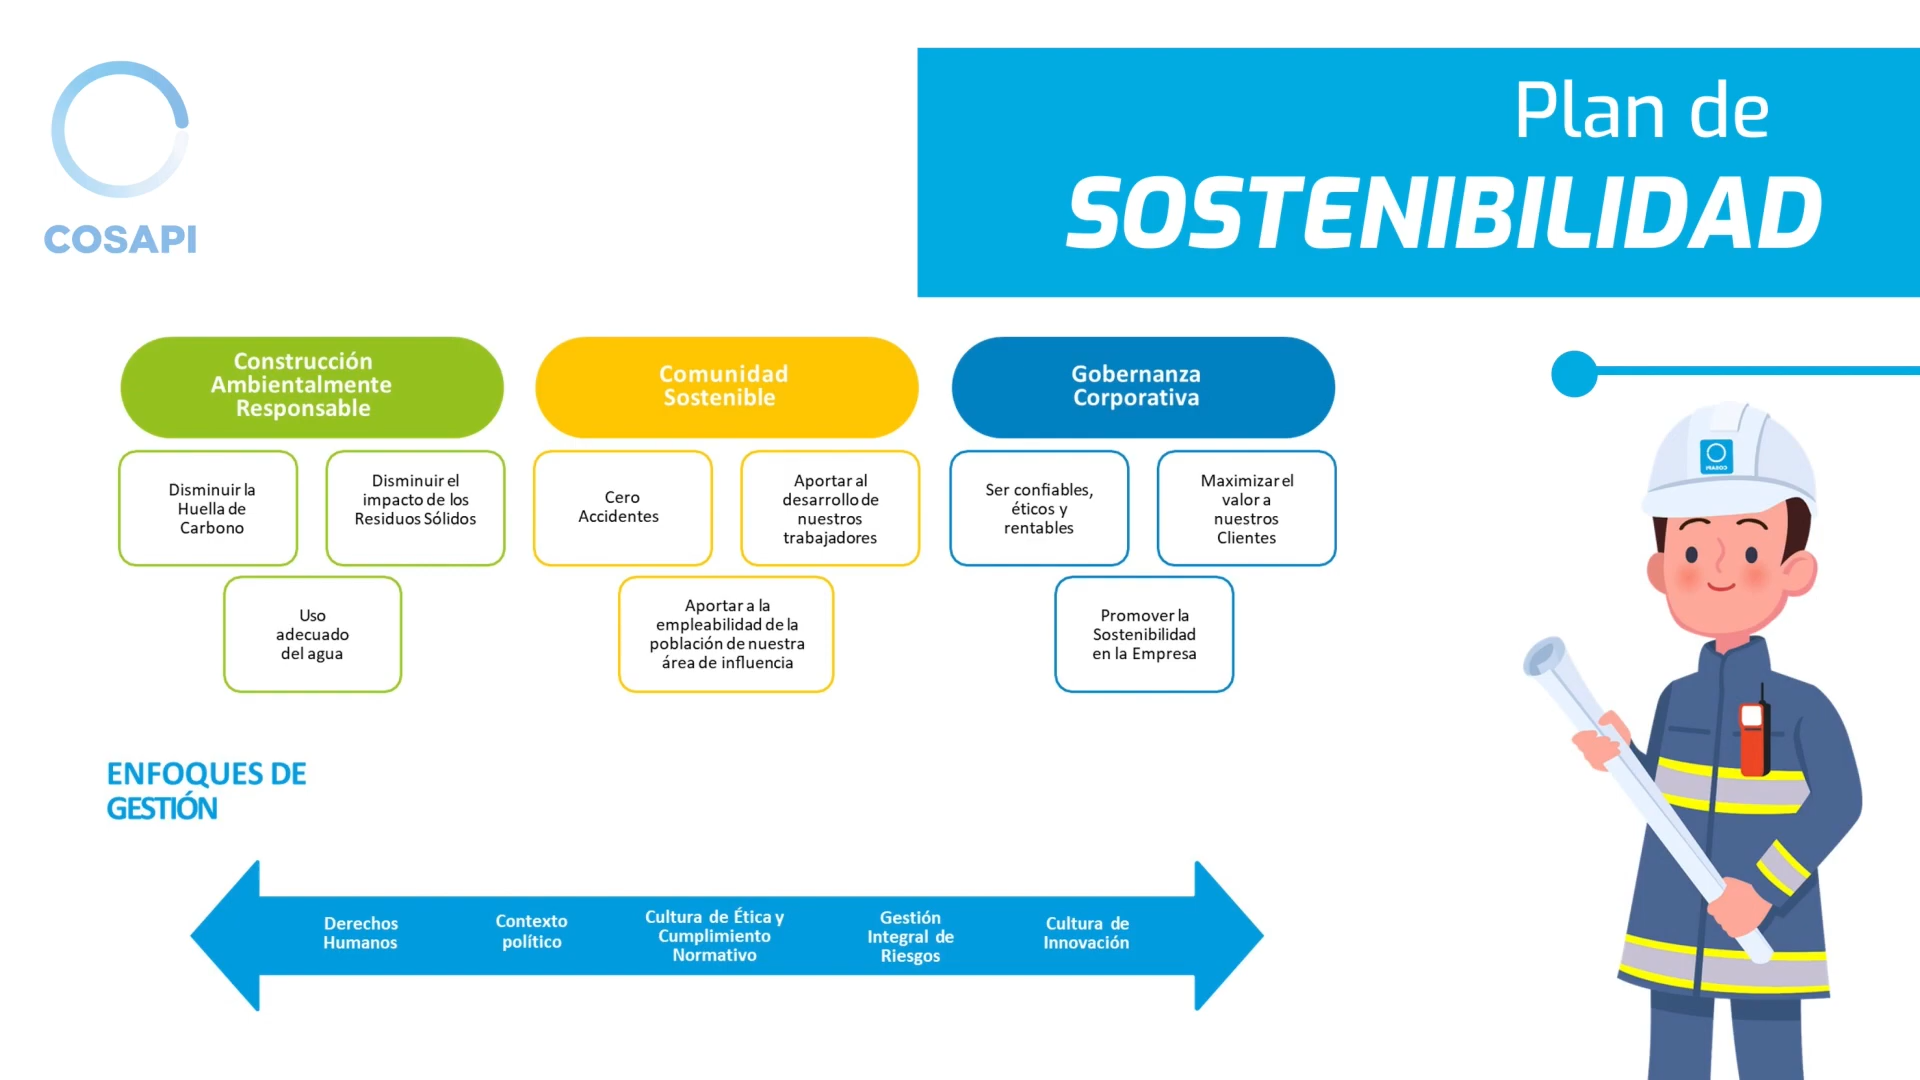 COSAPI
Plan de
SOSTENIBILIDAD
Construcción
Ambientalmente
Responsable
Disminuir la
Huella de
Carbono
Disminuir el
impacto de los
Residuos Sólidos
Uso
adecuado
del agua
Comunidad
Sostenible
Cero
Accidentes
Aportar al
desarrollo de
nuestros
trabajadores
Aportar a la
empleabilidad de la
población de nuestra
área de influencia
Gobernanza
Corporativa
Ser confiables,
éticos y
rentables
Maximizar el
valor a
nuestros
Clientes
Promover la
Sostenibilidad
en la Empresa
ENFOQUES DE
GESTIÓN
Derechos
Humanos
Contexto
político
Cultura de Ética y
Cumplimiento
Normativo
Gestión
Integral de
Riesgos
Cultura de
Innovación